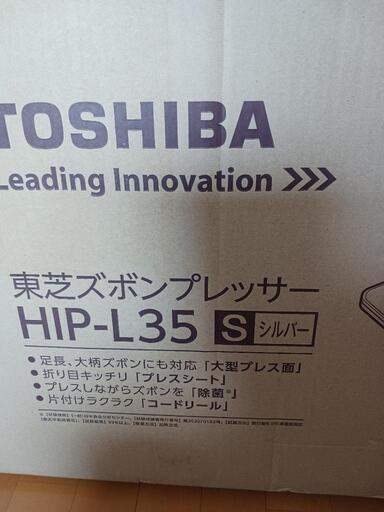 TOSHIBA
Leading Innovation >>>
東芝ズボンプレッサー
HIP-L35 S シルバー
● 足長、大柄ズボンにも対応「大型プレス面」
● 折り目キッチリ「プレスシート」
● プレスしながらズボンを「除菌※」
● 片付けラクラク「コードリール」